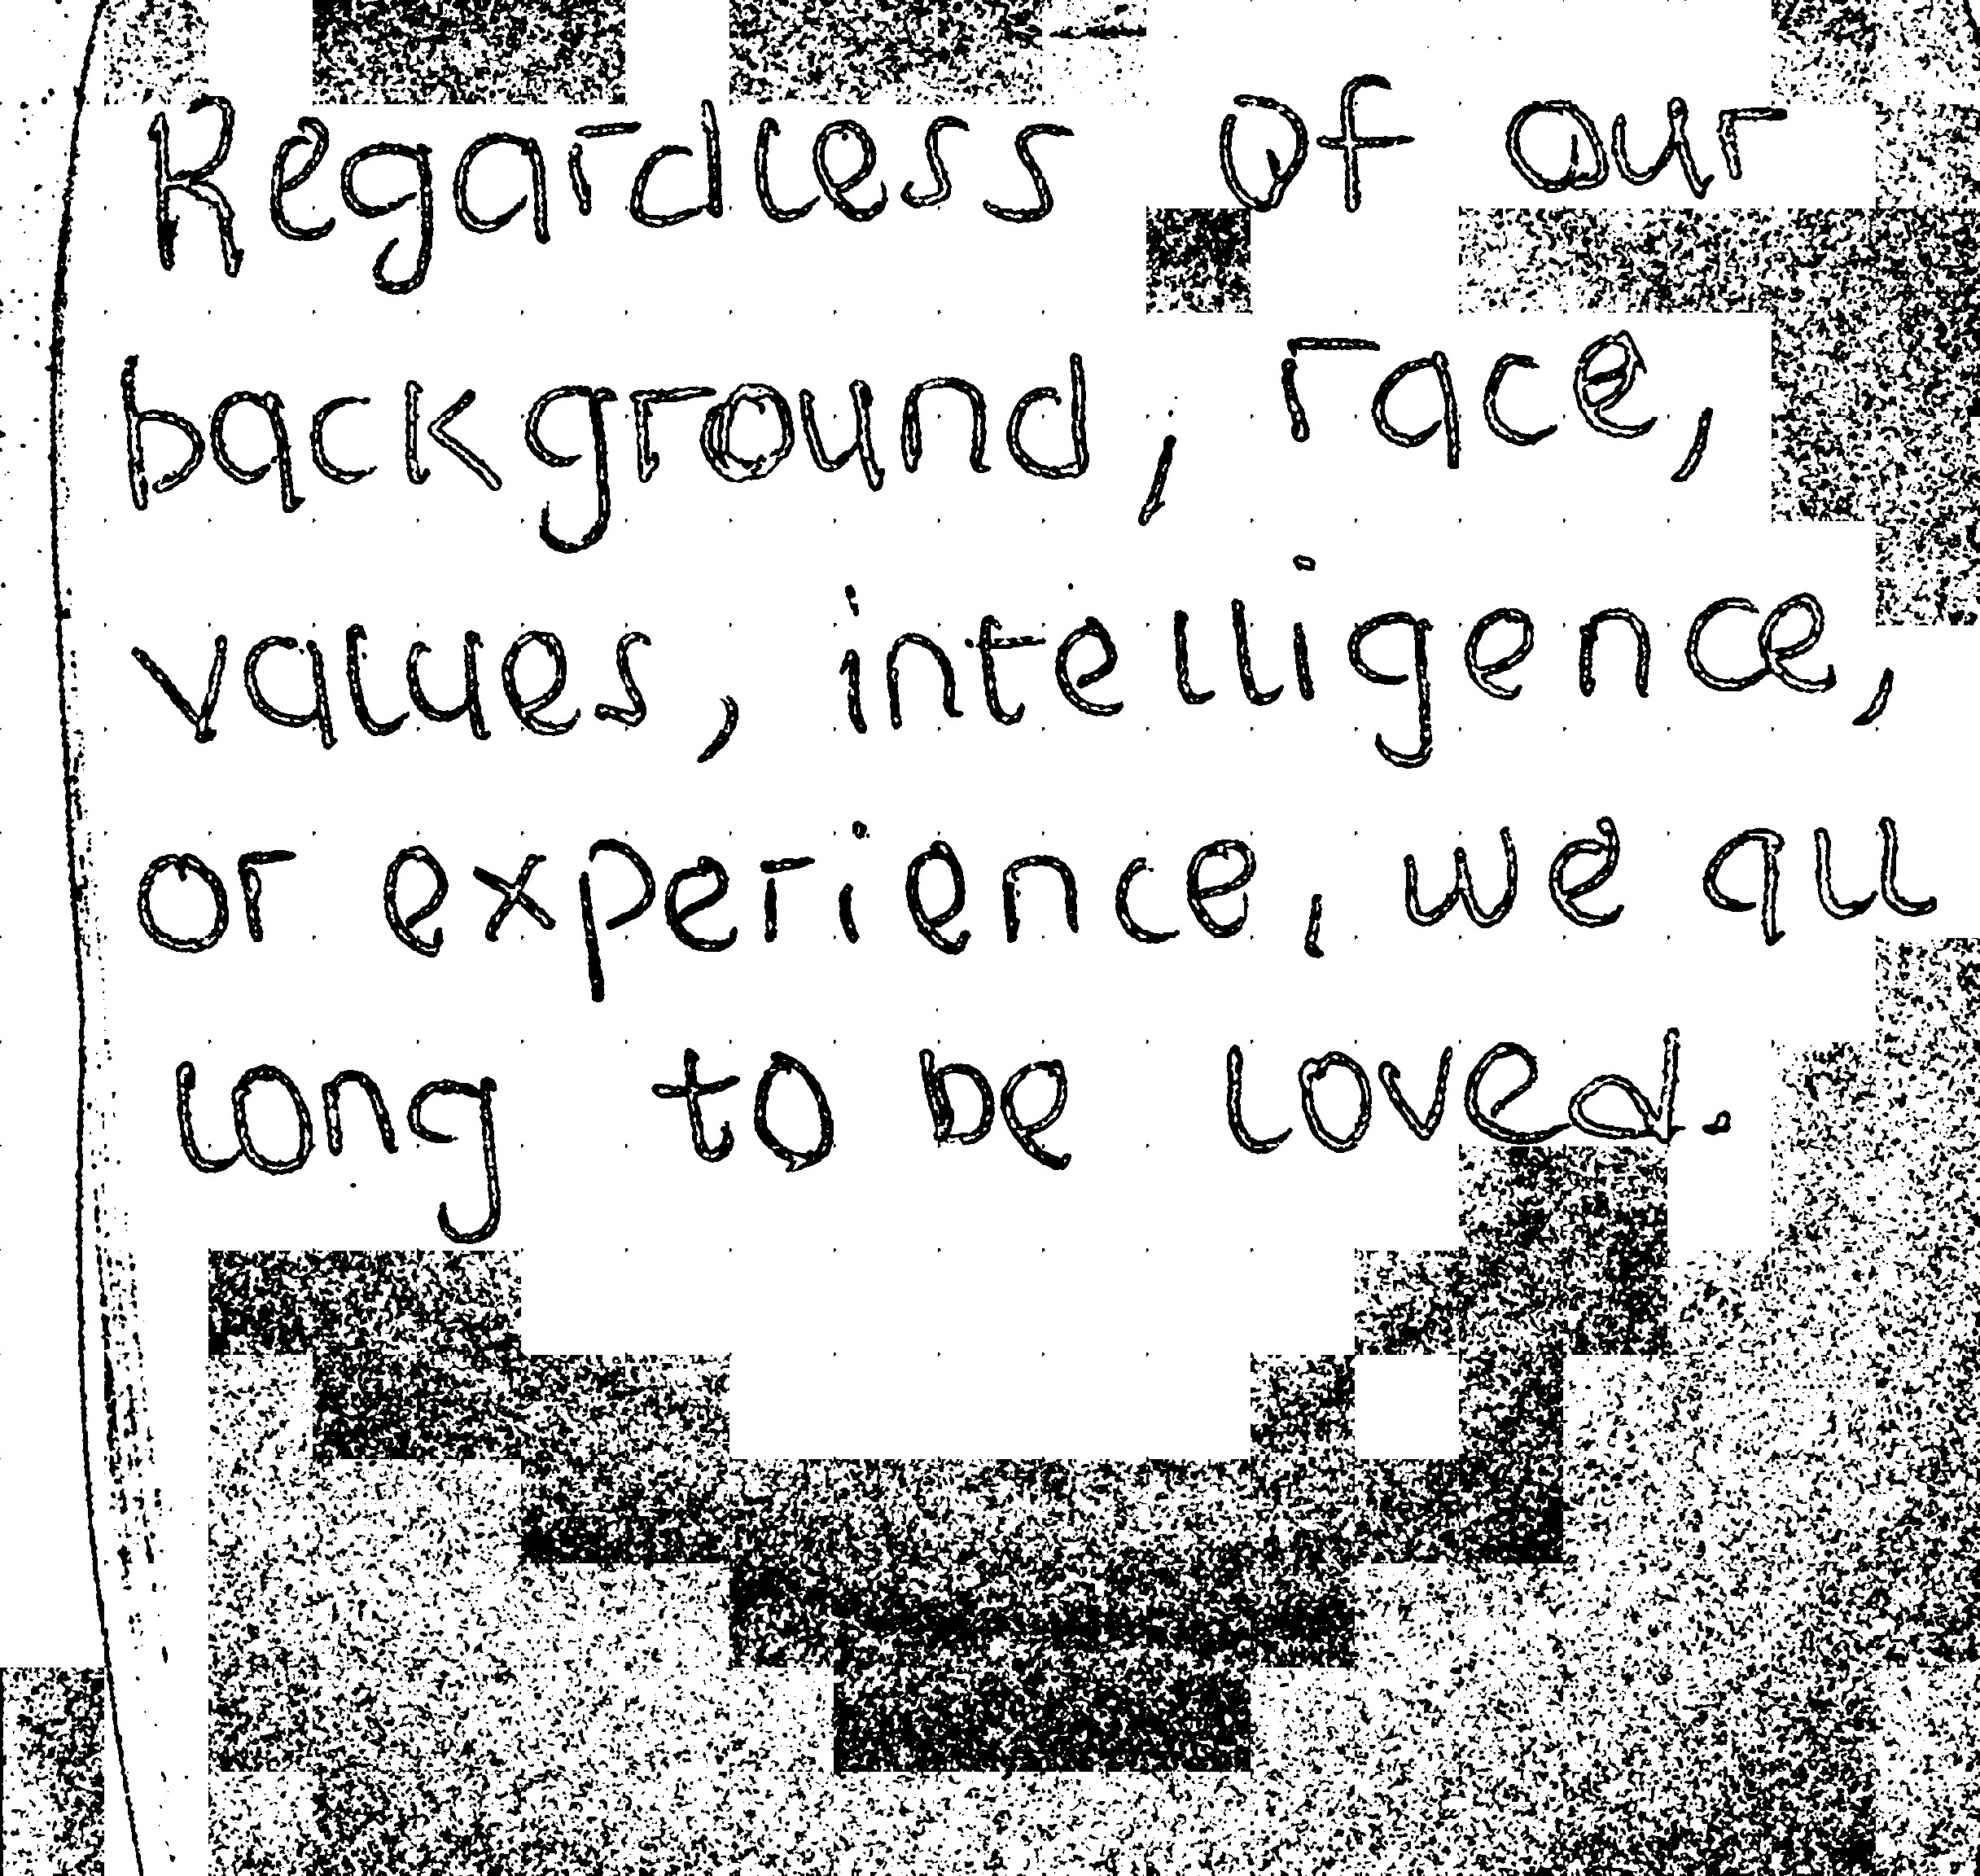 Regardless of our
background, race,
values, intelligence,
or experience, we all
long to be loved.